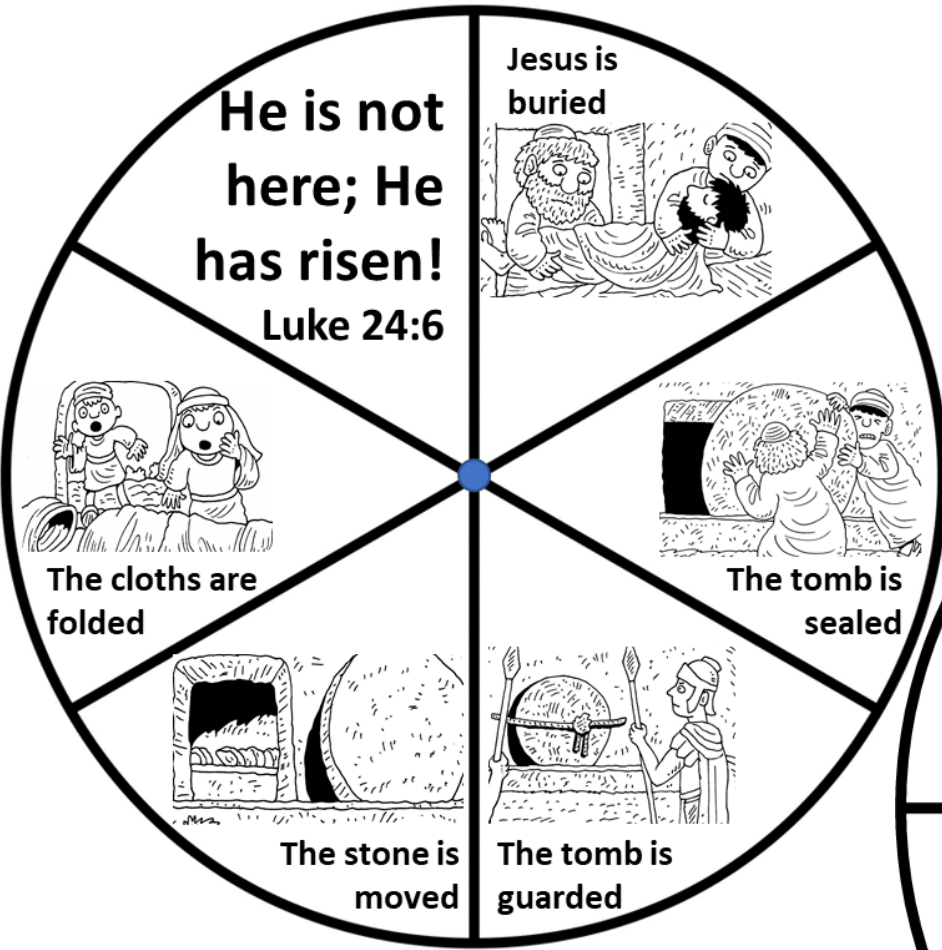 He is not
here; He
has risen!
Luke 24:6
Jesus is
buried
The tomb is
sealed
The tomb is
guarded
The stone is
moved
The cloths are
folded